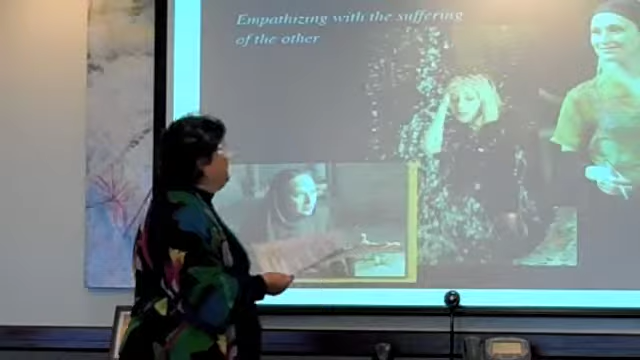 Empathizing with the suffering
of the other